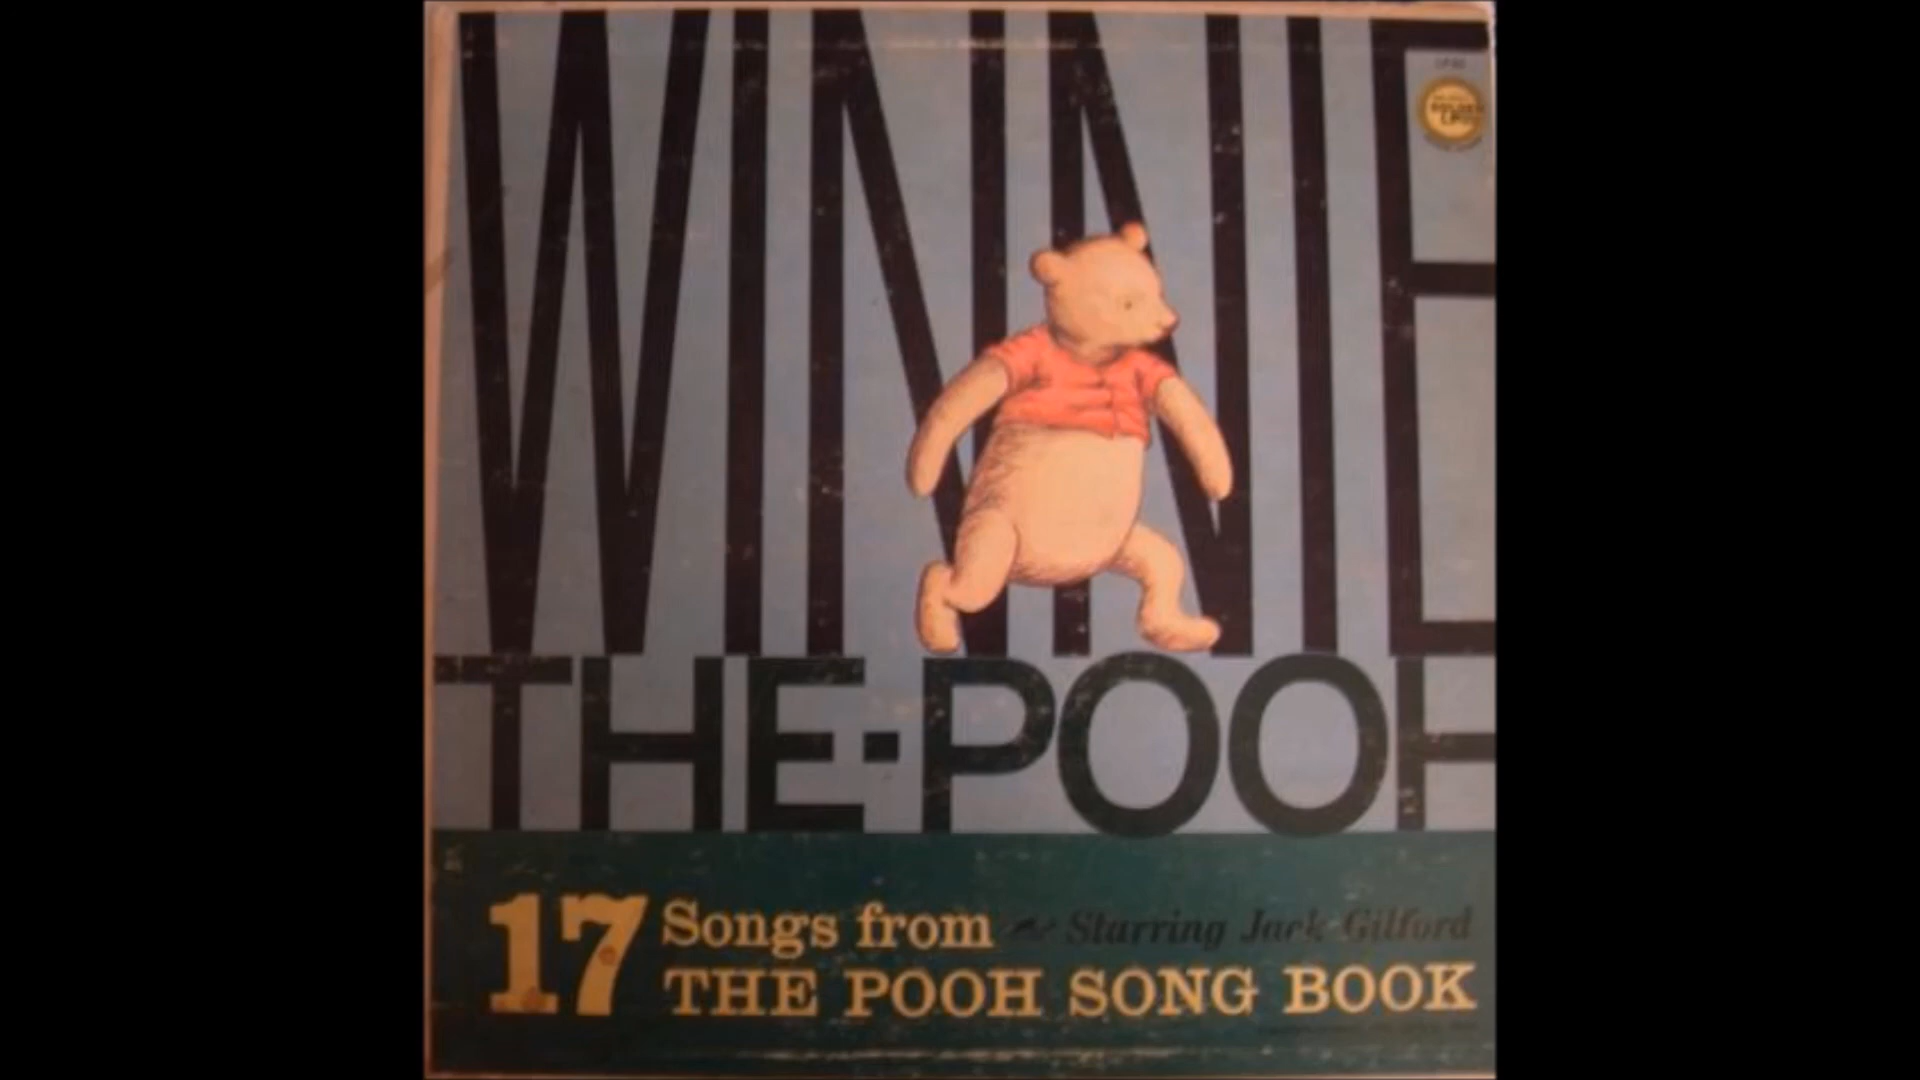 WINNIE
THE·POOH
17 Songs from Starring Jack Gilford
THE POOH SONG BOOK